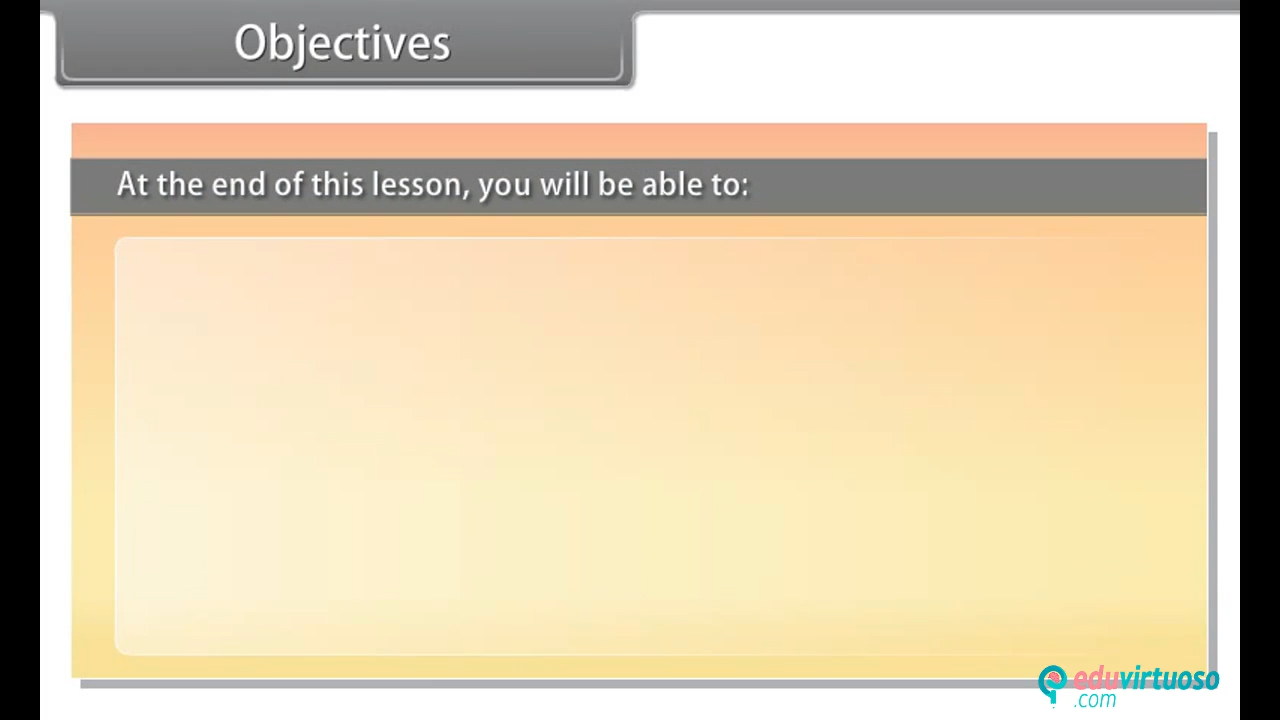 Objectives
At the end of this lesson, you will be able to:
eduvirtuoso
.com